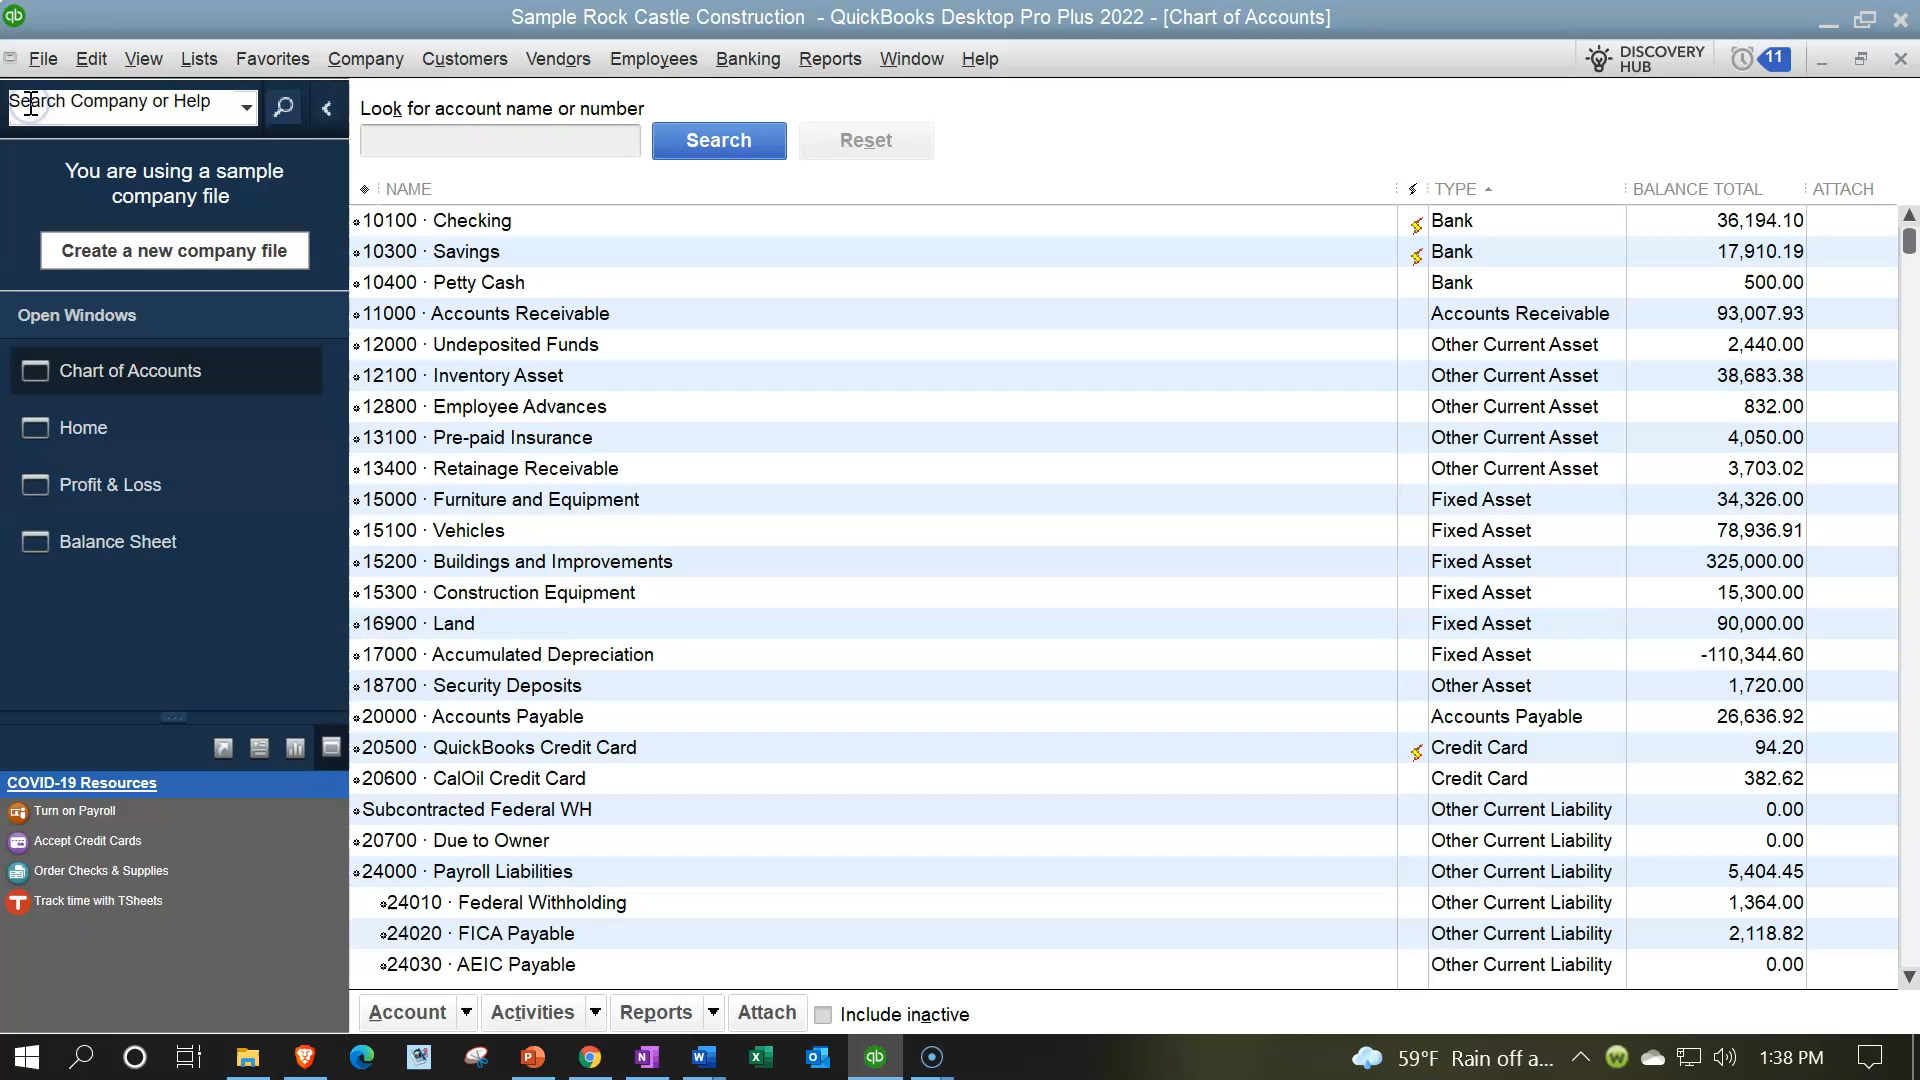 qb
Sample Rock Castle Construction - QuickBooks Desktop Pro Plus 2022 - [Chart of Accounts]
File Edit View Lists Favorites Company Customers Vendors Employees Banking Reports Window Help
DISCOVERY HUB
11
Search Company or Help
You are using a sample
company file
Create a new company file
Open Windows
Chart of Accounts
Home
Profit & Loss
Balance Sheet
COVID-19 Resources
Turn on Payroll
Accept Credit Cards
Order Checks & Supplies
Track time with TSheets
Look for account name or number
Search Reset
NAME TYPE BALANCE TOTAL ATTACH
10100 · Checking Bank 36,194.10
10300 · Savings Bank 17,910.19
10400 · Petty Cash Bank 500.00
11000 · Accounts Receivable Accounts Receivable 93,007.93
12000 · Undeposited Funds Other Current Asset 2,440.00
12100 · Inventory Asset Other Current Asset 38,683.38
12800 · Employee Advances Other Current Asset 832.00
13100 · Pre-paid Insurance Other Current Asset 4,050.00
13400 · Retainage Receivable Other Current Asset 3,703.02
15000 · Furniture and Equipment Fixed Asset 34,326.00
15100 · Vehicles Fixed Asset 78,936.91
15200 · Buildings and Improvements Fixed Asset 325,000.00
15300 · Construction Equipment Fixed Asset 15,300.00
16900 · Land Fixed Asset 90,000.00
17000 · Accumulated Depreciation Fixed Asset -110,344.60
18700 · Security Deposits Other Asset 1,720.00
20000 · Accounts Payable Accounts Payable 26,636.92
20500 · QuickBooks Credit Card Credit Card 94.20
20600 · CalOil Credit Card Credit Card 382.62
Subcontracted Federal WH Other Current Liability 0.00
20700 · Due to Owner Other Current Liability 0.00
24000 · Payroll Liabilities Other Current Liability 5,404.45
24010 · Federal Withholding Other Current Liability 1,364.00
24020 · FICA Payable Other Current Liability 2,118.82
24030 · AEIC Payable Other Current Liability 0.00
Account Activities Reports Attach Include inactive
59°F Rain off a... 1:38 PM